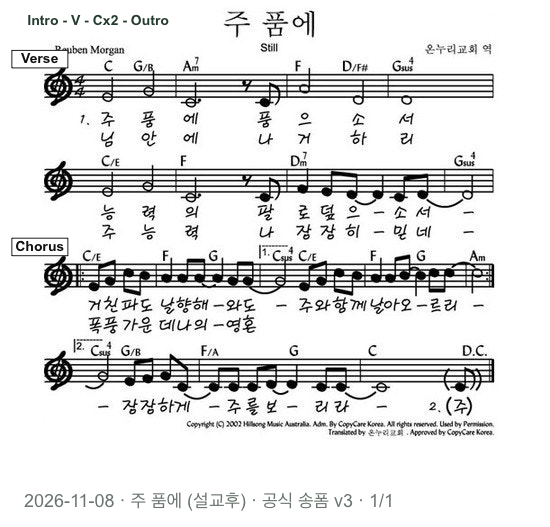 Intro - V - Cx2 - Outro
주 품에
Reuben Morgan
Still
온누리교회 역
Verse
C G/B Am7 F D/F# Gsus4
1. 주 품 에 품 으 소 서
님 안 에 나 거 하 리
C/E F Dm7 Gsus4
능 력 의 팔 로 덮 으 - 소 서 -
주 능 력 나 잠 잠 히 - 믿 네 -
Chorus
C/E F G 1. Csus4 C/E F G Am
거친 파도 날 향해 - 와도 - 주와 함께 날아오 - 르리 -
폭풍 가운데 나의 - 영혼
2. Csus4 G/B F/A G C D.C.
- 잠잠하게 - 주를 보 - 리라 - 2. (주)
Copyright (C) 2002 Hillsong Music Australia. Adm. By CopyCare Korea. All rights reserved. Used by Permission.
Translated by 온누리교회. Approved by CopyCare Korea.
2026-11-08 · 주 품에 (설교후) · 공식 송폼 v3 · 1/1